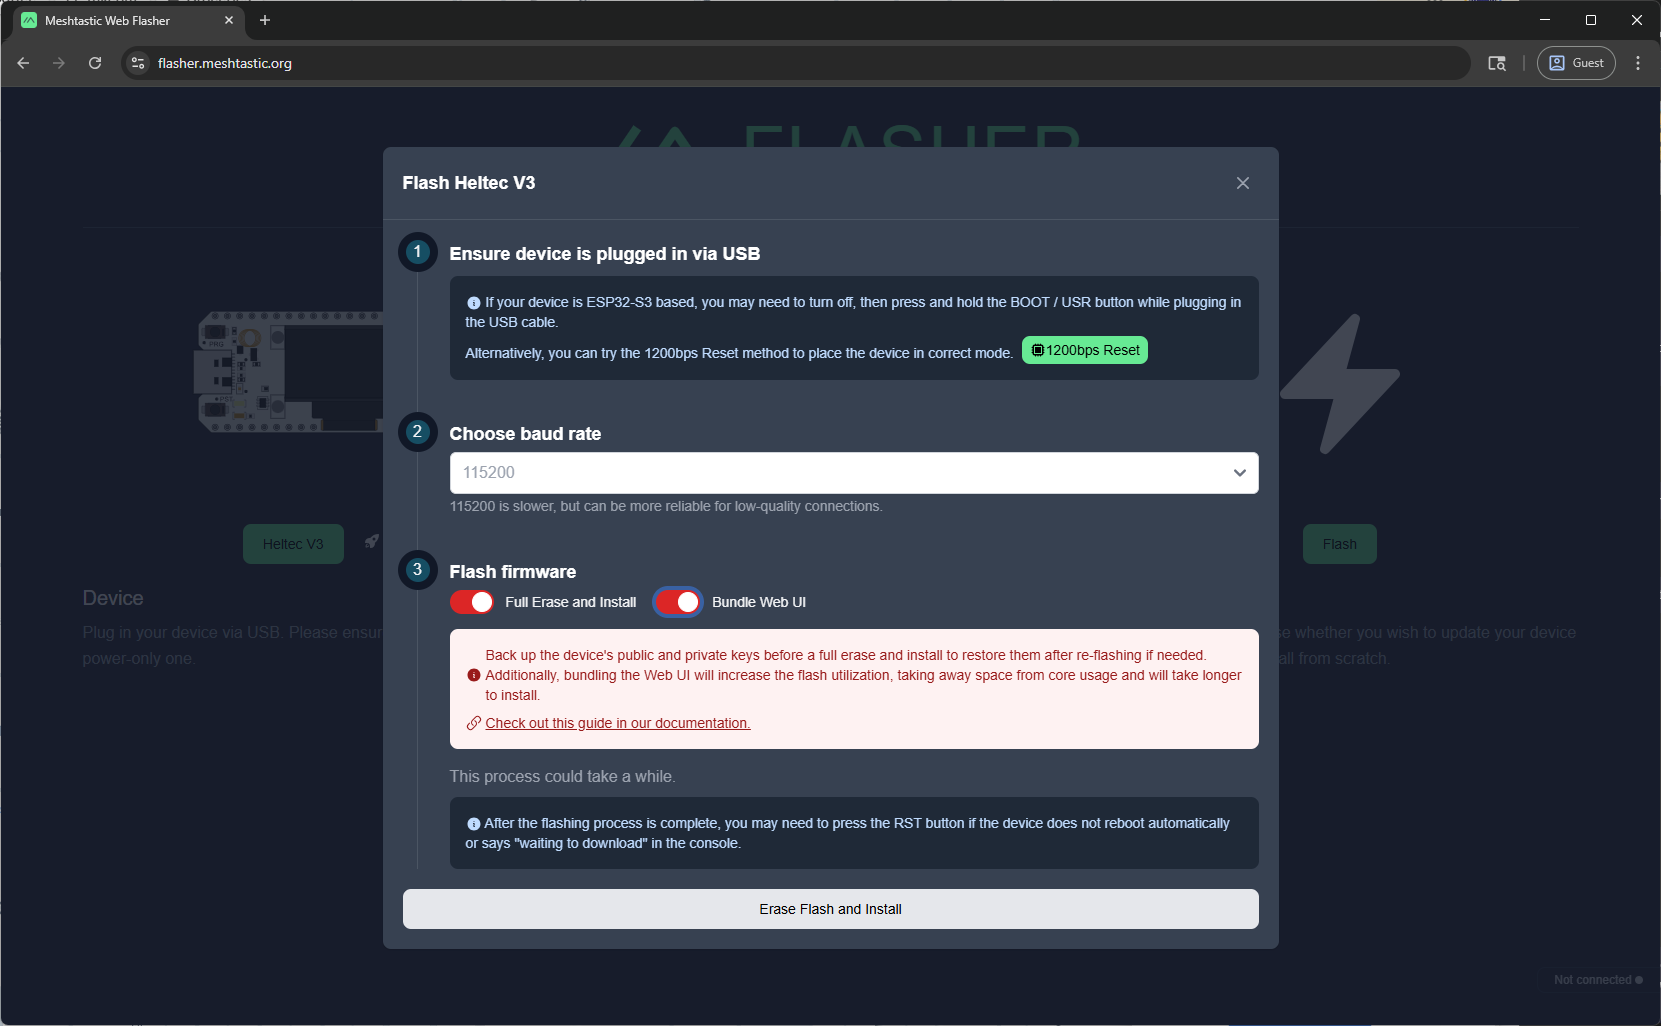 Meshtastic Web Flasher
flasher.meshtastic.org
Guest
FLASHER
Flash Heltec V3
1
Ensure device is plugged in via USB
If your device is ESP32-S3 based, you may need to turn off, then press and hold the BOOT / USR button while plugging in
the USB cable.
Alternatively, you can try the 1200bps Reset method to place the device in correct mode.
1200bps Reset
2
Choose baud rate
115200
115200 is slower, but can be more reliable for low-quality connections.
Heltec V3
Flash
3
Flash firmware
Full Erase and Install
Bundle Web UI
Device
Plug in your device via USB. Please ensur
power-only one.
se whether you wish to update your device
all from scratch.
Back up the device's public and private keys before a full erase and install to restore them after re-flashing if needed.
Additionally, bundling the Web UI will increase the flash utilization, taking away space from core usage and will take longer
to install.
Check out this guide in our documentation.
This process could take a while.
After the flashing process is complete, you may need to press the RST button if the device does not reboot automatically
or says "waiting to download" in the console.
Erase Flash and Install
Not connected